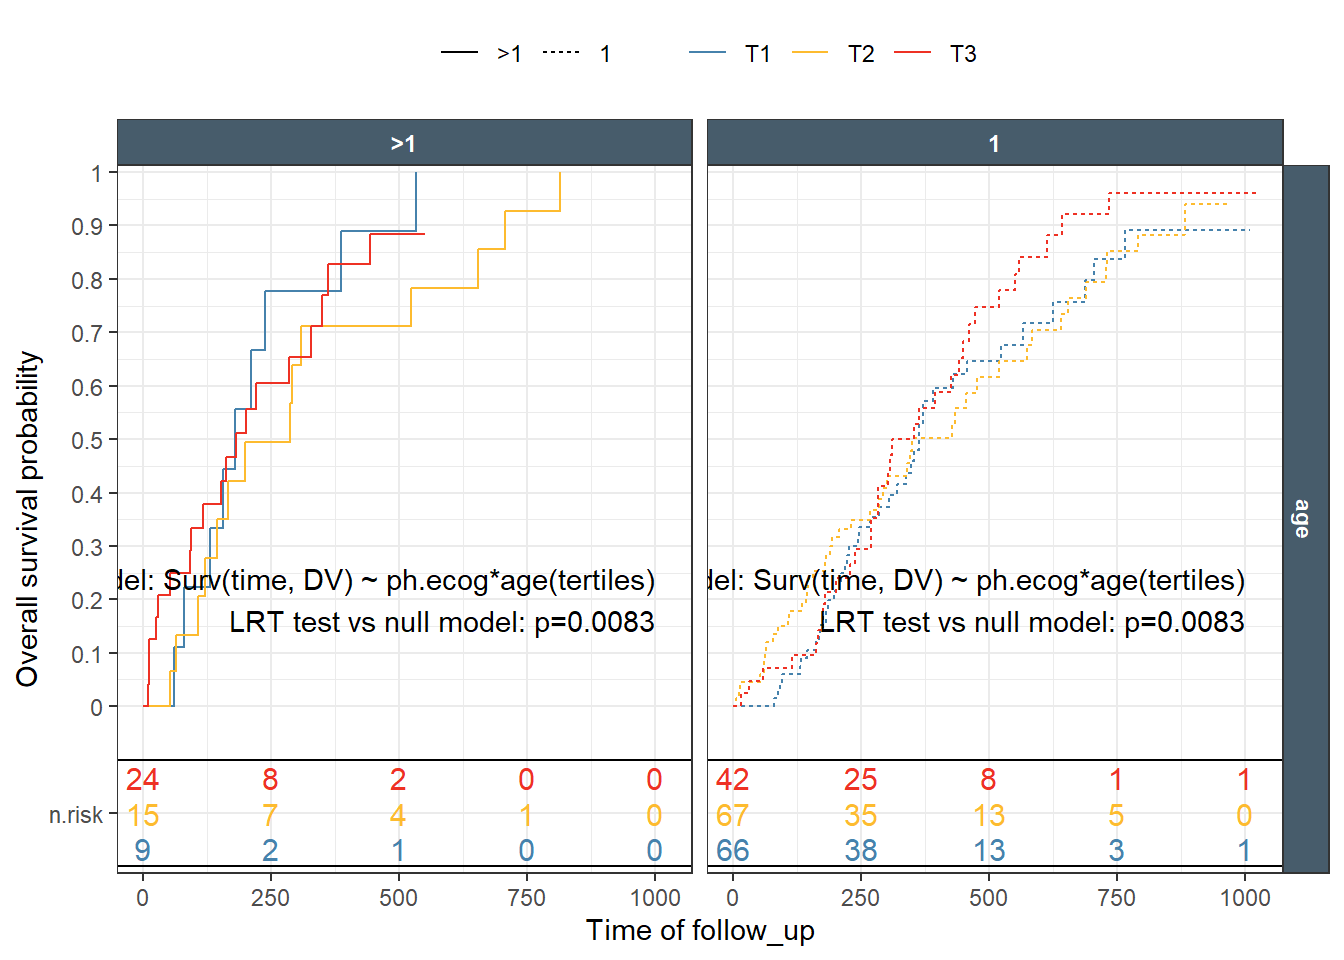 >1 1 T1 T2 T3
>1 1
age
Overall survival probability
1
0.9
0.8
0.7
0.6
0.5
0.4
0.3
0.2
0.1
0
n.risk
del: Surv(time, DV) ~ ph.ecog*age(tertiles)
LRT test vs null model: p=0.0083
del: Surv(time, DV) ~ ph.ecog*age(tertiles)
LRT test vs null model: p=0.0083
24 8 2 0 0
15 7 4 1 0
9 2 1 0 0
42 25 8 1 1
67 35 13 5 0
66 38 13 3 1
0 250 500 750 1000
0 250 500 750 1000
Time of follow_up